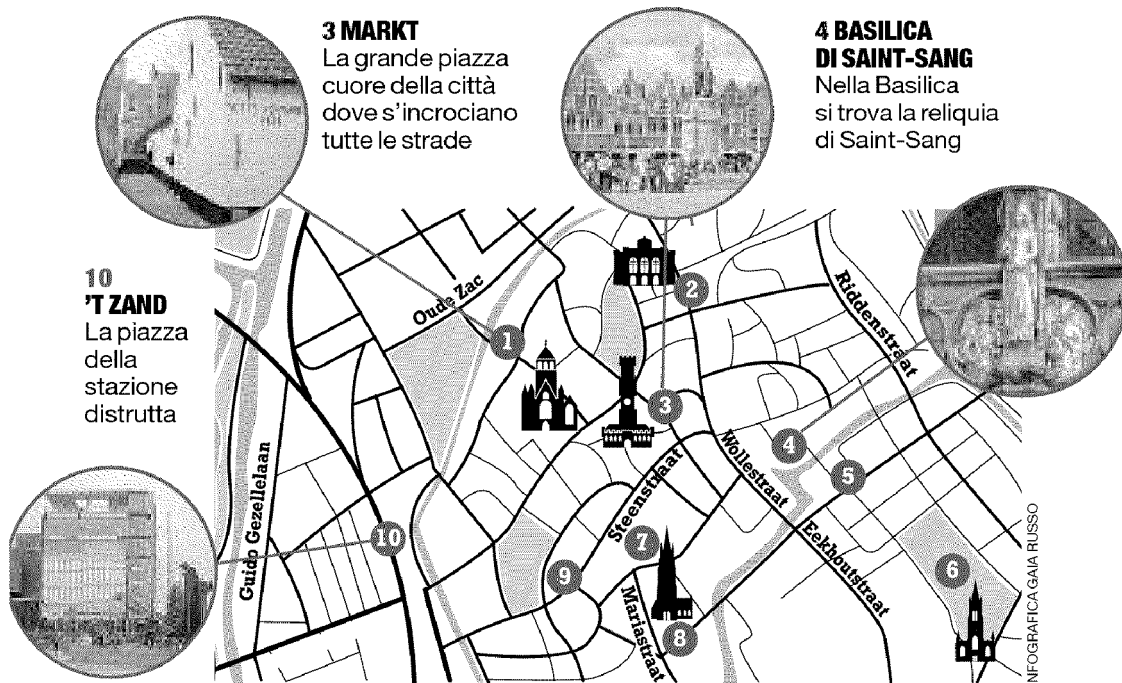 3 MARKT
La grande piazza
cuore della città
dove s'incrociano
tutte le strade
4 BASILICA
DI SAINT-SANG
Nella Basilica
si trova la reliquia
di Saint-Sang
10
'T ZAND
La piazza
della
stazione
distrutta
Oude Zac
Riddenstraat
Guido Gezellelaan
Steenstraat
Wollestraat
Eekhoutstraat
Mariastraat
1
2
3
4
5
6
7
8
9
10
NFOGRAFICA GAIA RUSSO